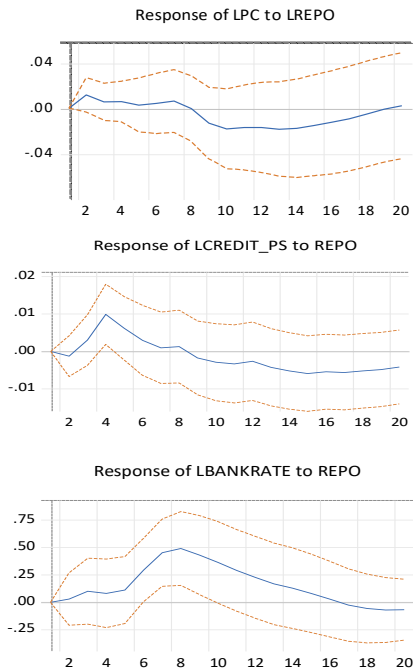 Response of LPC to LREPO
.04
.00
-.04
2 4 6 8 10 12 14 16 18 20
Response of LCREDIT_PS to REPO
.02
.01
.00
-.01
2 4 6 8 10 12 14 16 18 20
Response of LBANKRATE to REPO
.75
.50
.25
.00
-.25
2 4 6 8 10 12 14 16 18 20